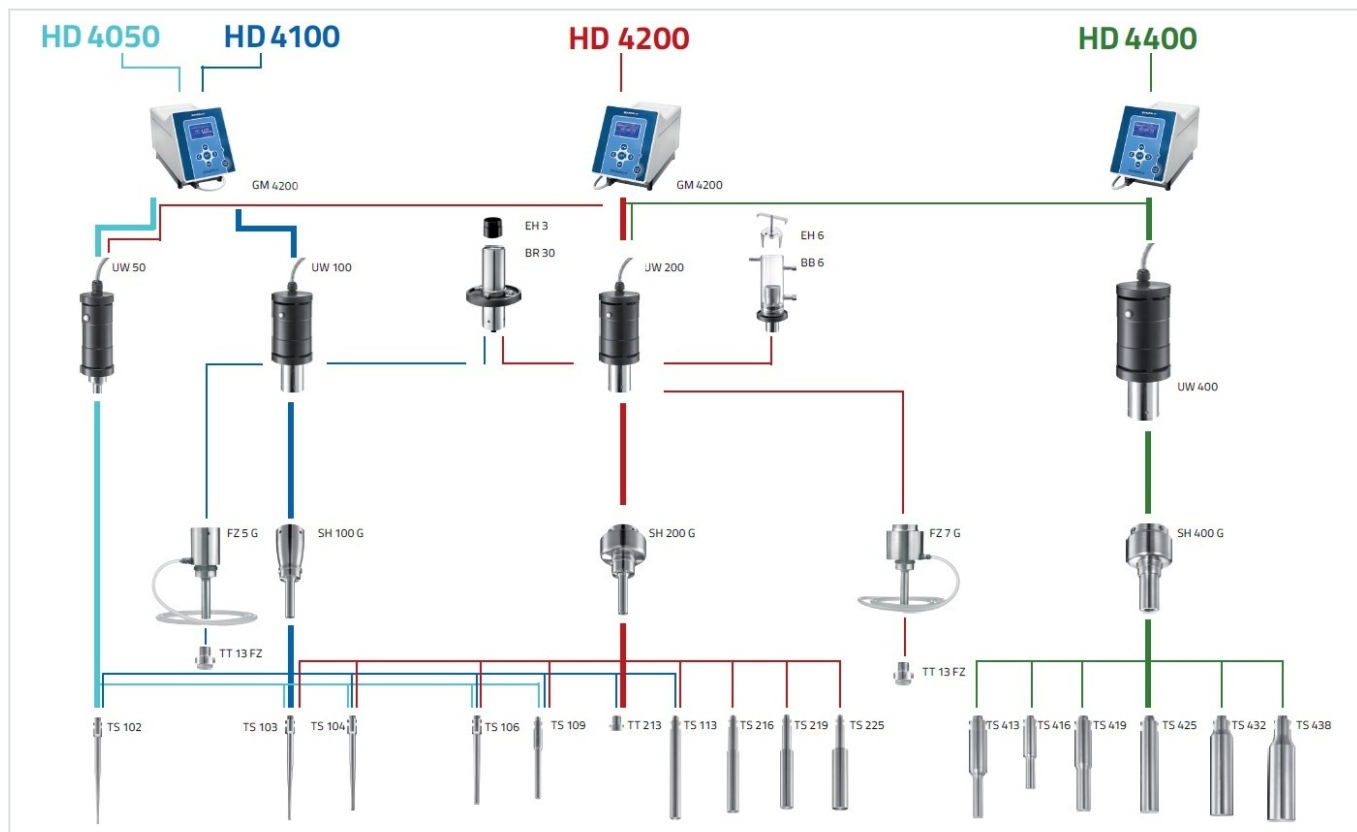 HD 4050
HD 4100
HD 4200
HD 4400
GM 4200
GM 4200
GM 4200
EH 3
EH 6
UW 50
UW 100
BR 30
UW 200
BB 6
UW 400
FZ 5 G
SH 100 G
SH 200 G
FZ 7 G
SH 400 G
TT 13 FZ
TT 13 FZ
TS 102
TS 103
TS 104
TS 106
TS 109
TT 213
TS 113
TS 216
TS 219
TS 225
TS 413
TS 416
TS 419
TS 425
TS 432
TS 438